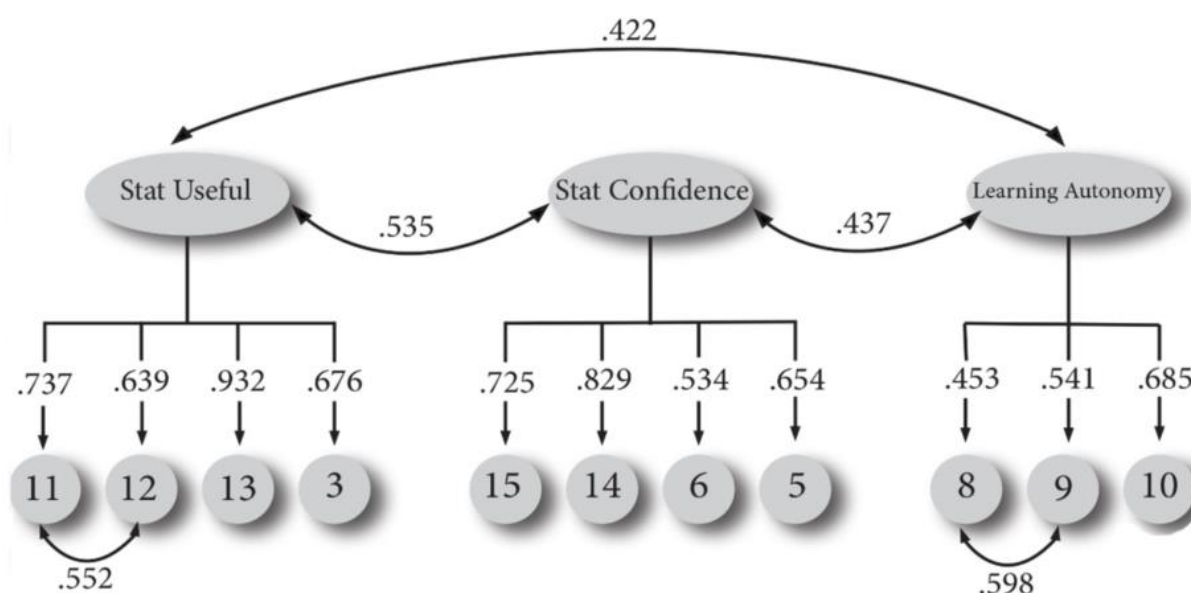 .422
Stat Useful
Stat Confidence
Learning Autonomy
.535
.437
.737 .639 .932 .676 .725 .829 .534 .654 .453 .541 .685
11 12 13 3 15 14 6 5 8 9 10
.552
.598